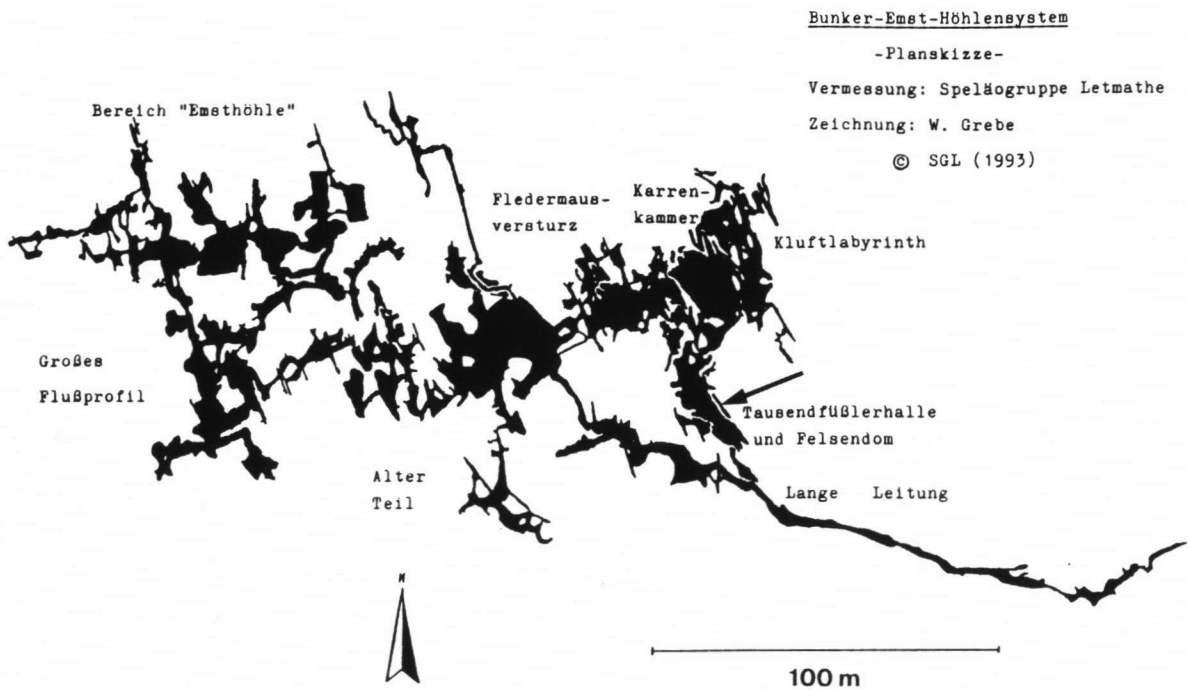 Bunker-Emst-Höhlensystem
-Planskizze-
Vermessung: Speläogruppe Letmathe
Zeichnung: W. Grebe
© SGL (1993)
Bereich "Emsthöhle"
Fledermaus-
versturz
Karren-
kammer
Kluftlabyrinth
Großes
Flußprofil
Tausendfüßlerhalle
und Felsendom
Alter
Teil
Lange Leitung
N
100 m